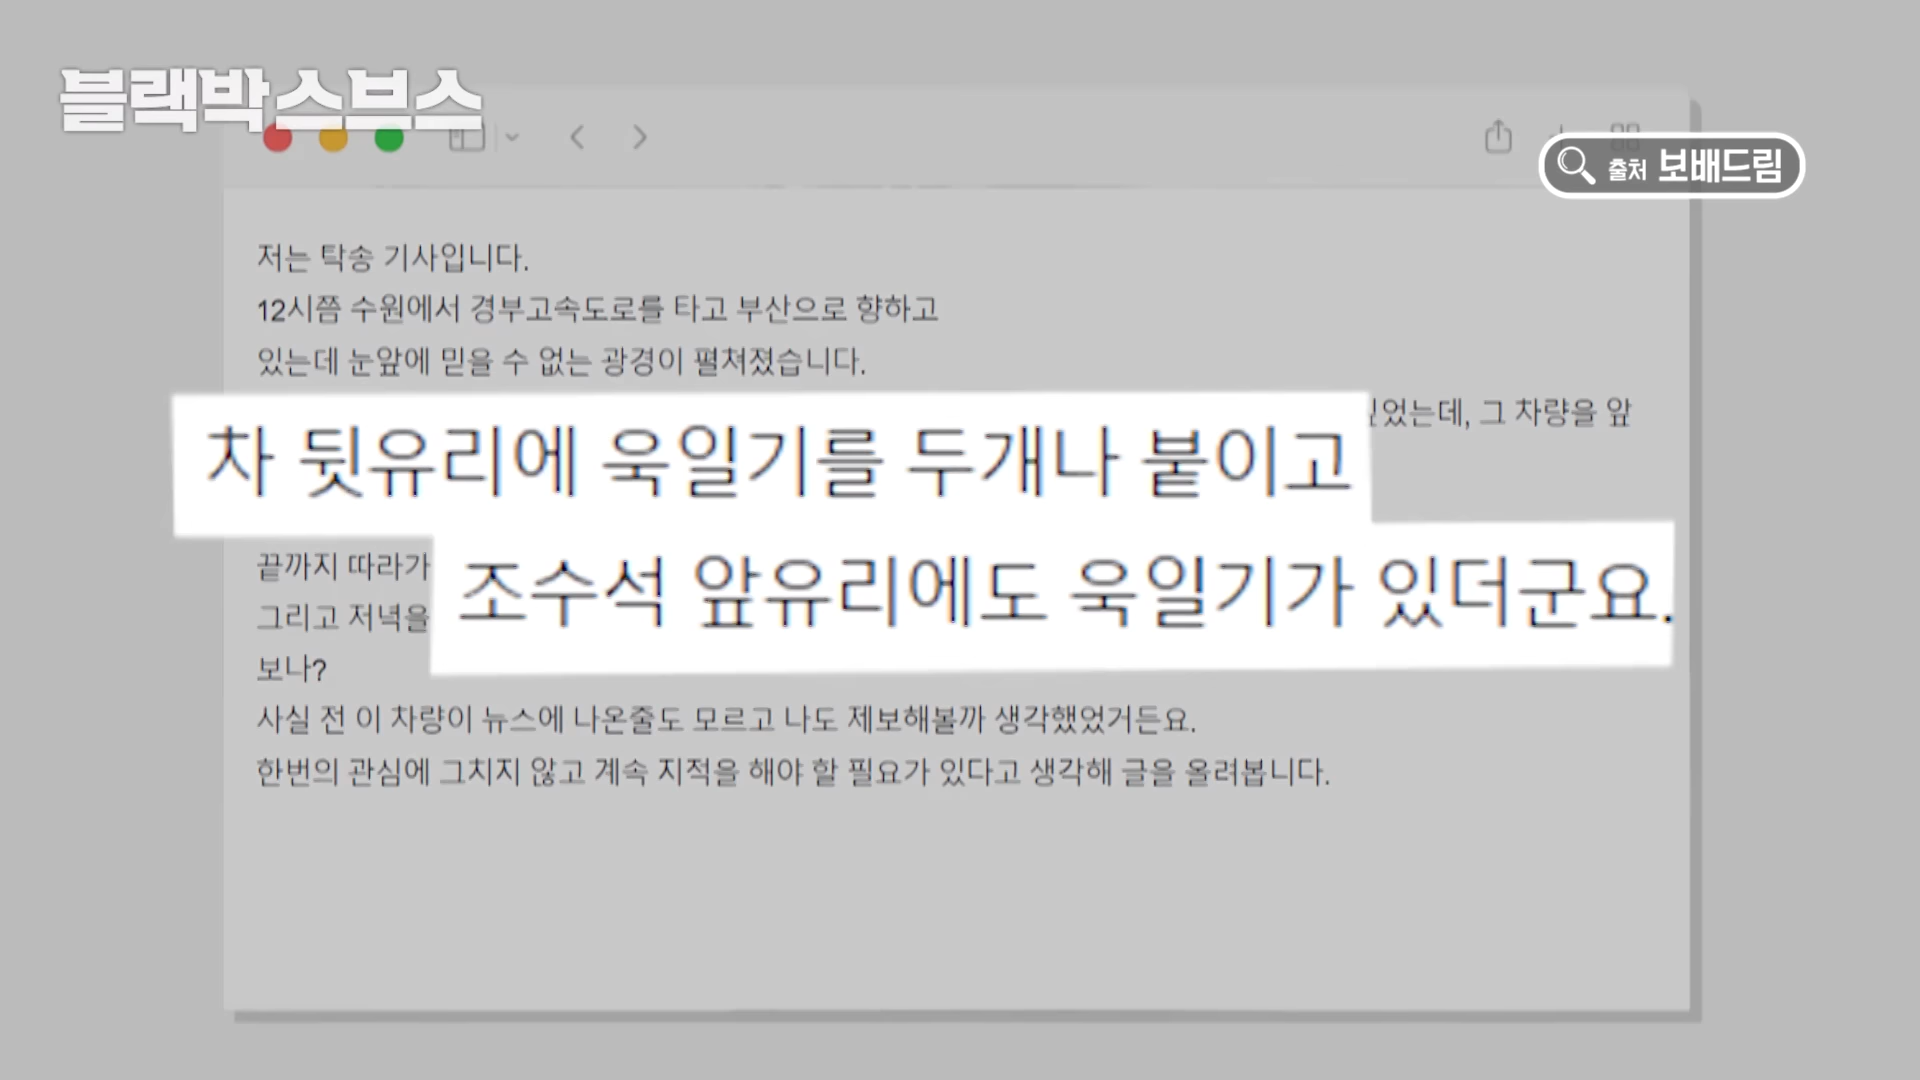 블랙박스브스
출처 보배드림
저는 탁송 기사입니다.
12시쯤 수원에서 경부고속도로를 타고 부산으로 향하고
있는데 눈앞에 믿을 수 없는 광경이 펼쳐졌습니다.
었는데, 그 차량을 앞
차 뒷유리에 욱일기를 두개나 붙이고
조수석 앞유리에도 욱일기가 있더군요.
끝까지 따라가
그리고 저녁을
보나?
사실 전 이 차량이 뉴스에 나온줄도 모르고 나도 제보해볼까 생각했었거든요.
한번의 관심에 그치지 않고 계속 지적을 해야 할 필요가 있다고 생각해 글을 올려봅니다.